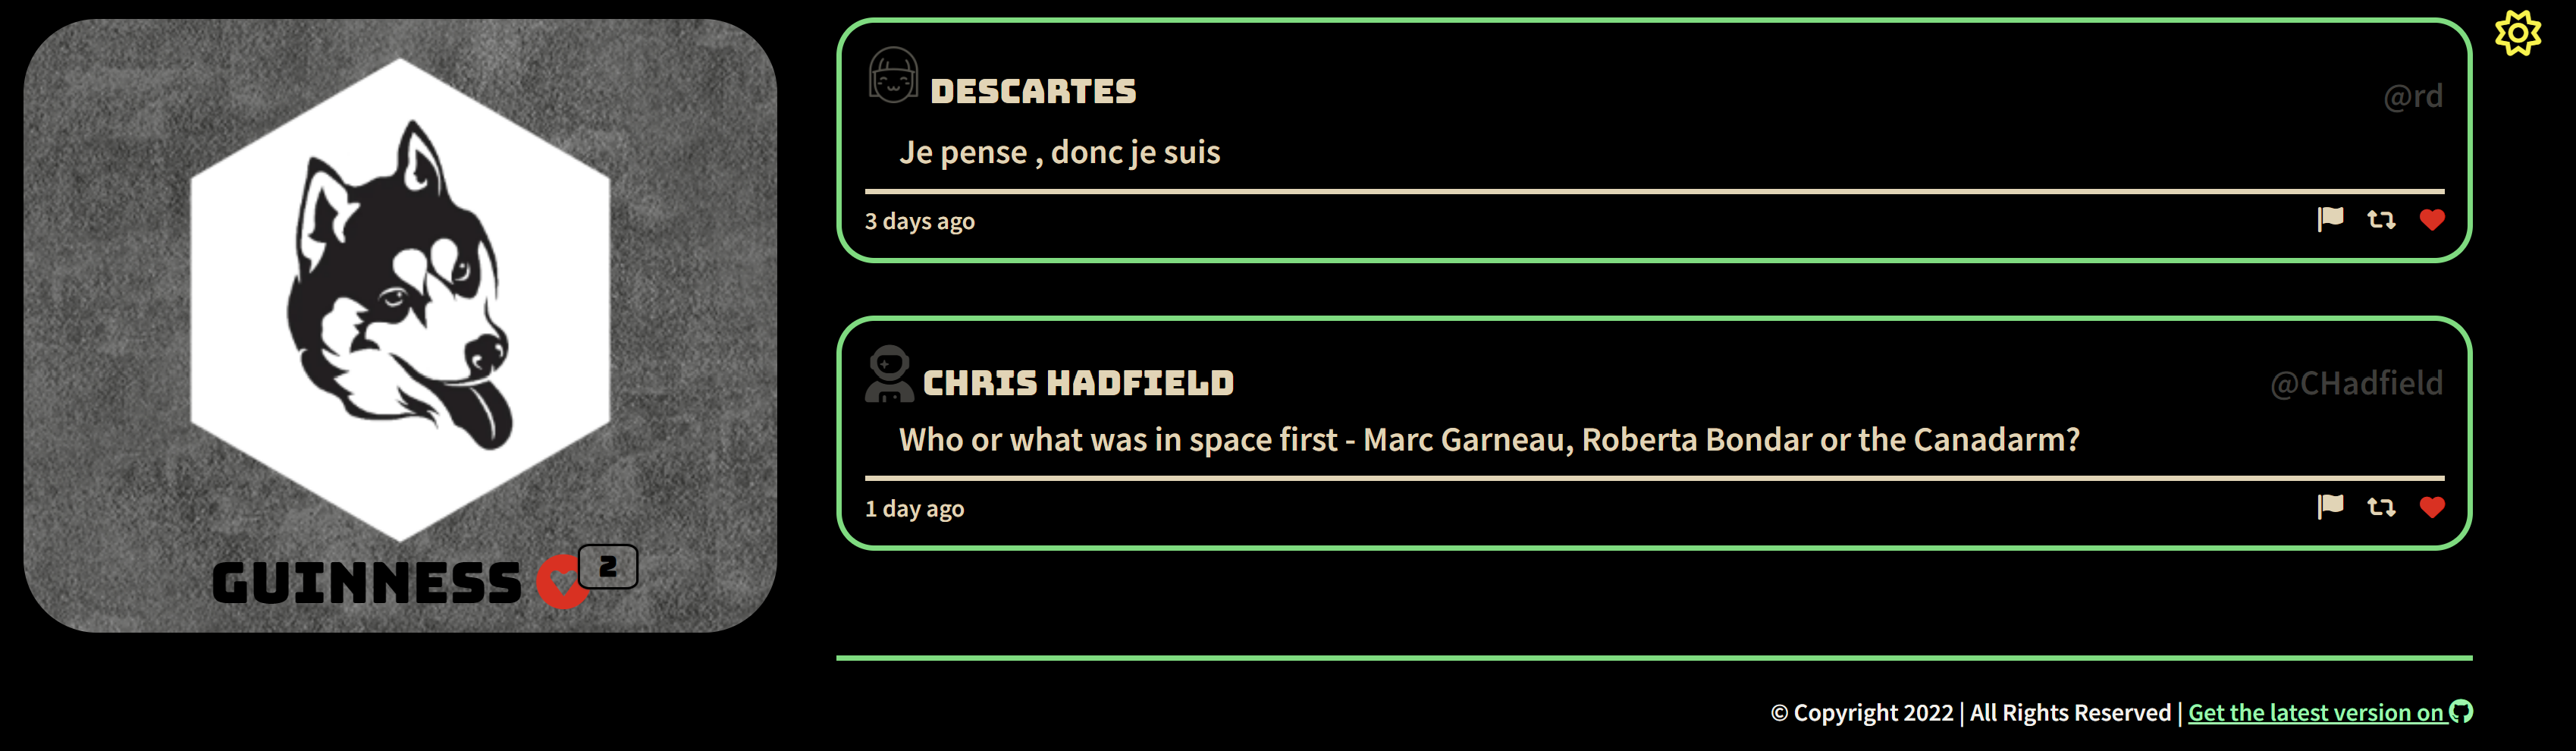 GUINNESS 2
DESCARTES
@rd
Je pense , donc je suis
3 days ago
CHRIS HADFIELD
@CHadfield
Who or what was in space first - Marc Garneau, Roberta Bondar or the Canadarm?
1 day ago
© Copyright 2022 | All Rights Reserved | Get the latest version on